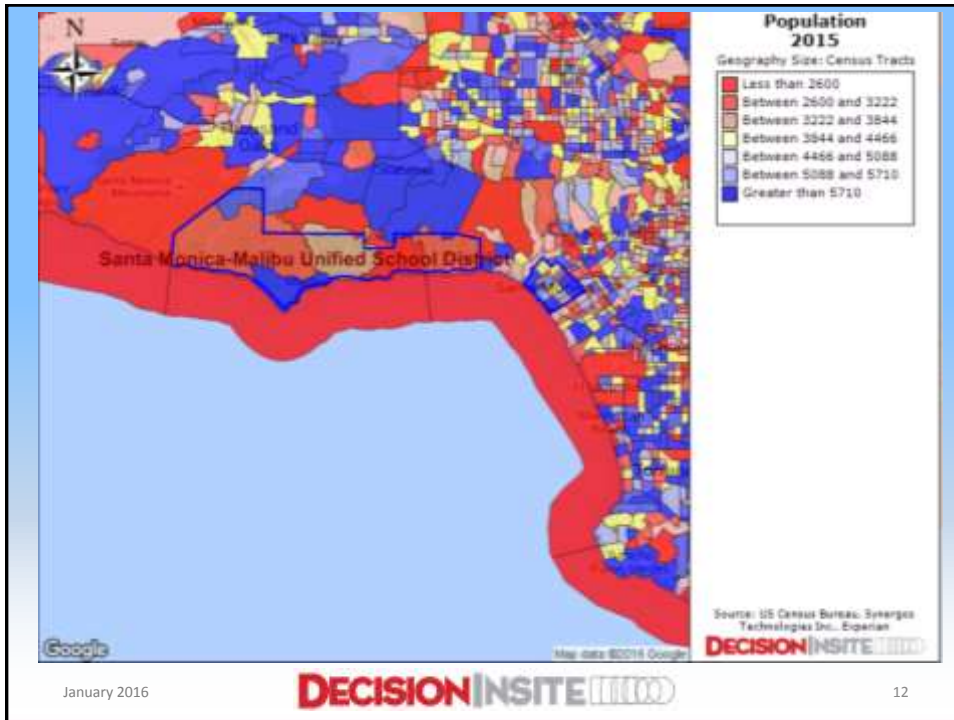 N
Santa Monica-Malibu Unified School District
Google
Map data ©2016 Google
Population
2015
Geography Size: Census Tracts
Less than 2600
Between 2600 and 3222
Between 3222 and 3844
Between 3844 and 4466
Between 4466 and 5088
Between 5088 and 5710
Greater than 5710
Source: US Census Bureau, Synergos
Technologies Inc., Experian
DECISION INSITE
January 2016
DECISION INSITE
12